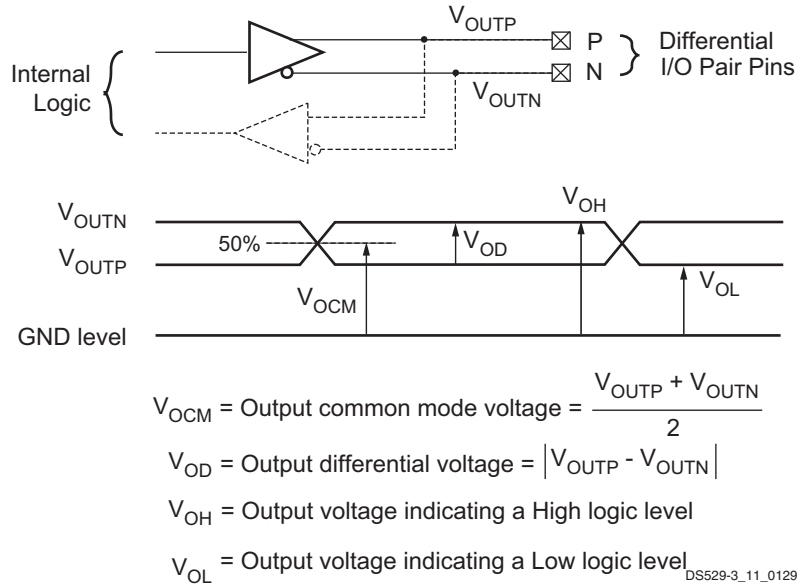 V_OUTP
P
Differential
I/O Pair Pins
N
Internal
Logic
V_OUTN
V_OUTN
V_OH
50%
V_OD
V_OUTP
V_OL
V_OCM
GND level
V_OCM = Output common mode voltage = (V_OUTP + V_OUTN) / 2
V_OD = Output differential voltage = |V_OUTP - V_OUTN|
V_OH = Output voltage indicating a High logic level
V_OL = Output voltage indicating a Low logic level
DS529-3_11_0129